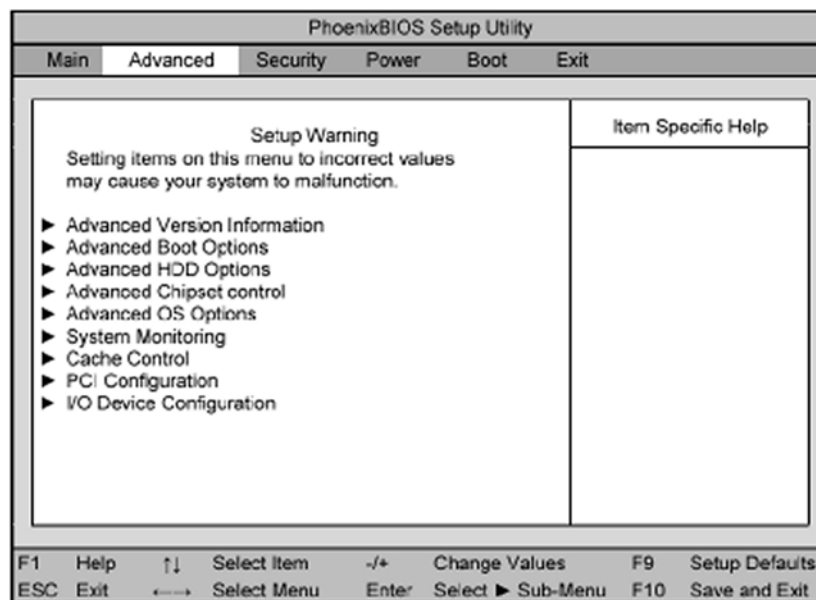 PhoenixBIOS Setup Utility
Main Advanced Security Power Boot Exit
Setup Warning
Setting items on this menu to incorrect values
may cause your system to malfunction.
► Advanced Version Information
► Advanced Boot Options
► Advanced HDD Options
► Advanced Chipset control
► Advanced OS Options
► System Monitoring
► Cache Control
► PCI Configuration
► I/O Device Configuration
Item Specific Help
F1 Help ↑↓ Select Item -/+ Change Values F9 Setup Defaults
ESC Exit ←→ Select Menu Enter Select ► Sub-Menu F10 Save and Exit